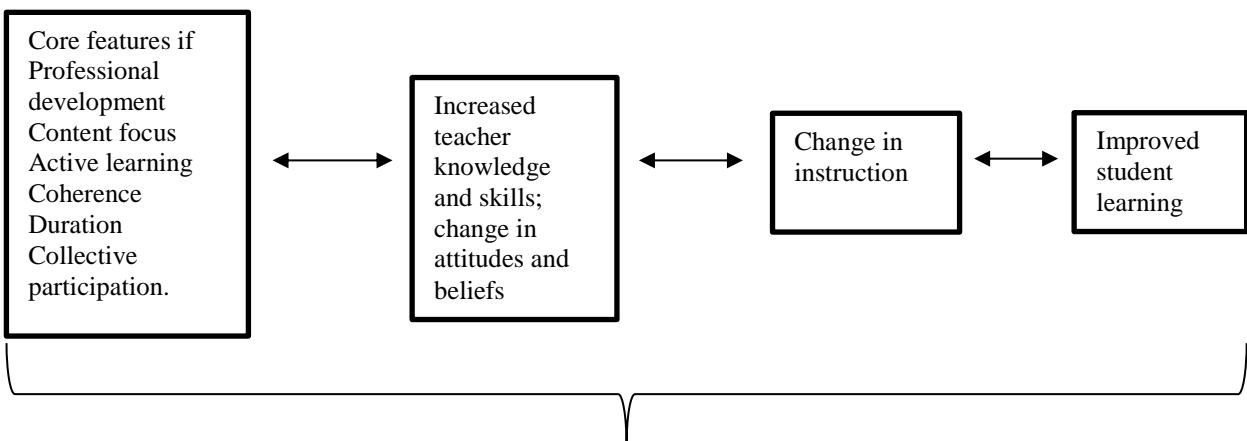 Core features if
Professional
development
Content focus
Active learning
Coherence
Duration
Collective
participation.
Increased
teacher
knowledge
and skills;
change in
attitudes and
beliefs
Change in
instruction
Improved
student
learning